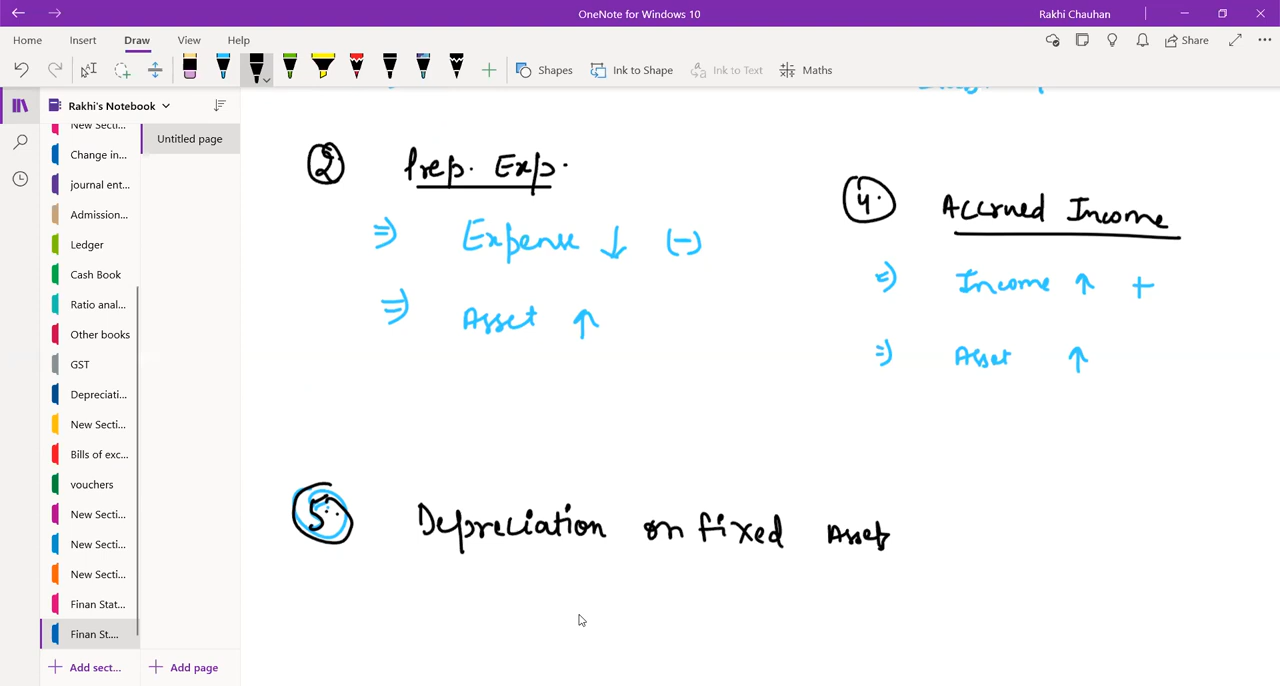 OneNote for Windows 10
Rakhi Chauhan
Home Insert Draw View Help
Share
Shapes Ink to Shape Ink to Text Maths
Rakhi's Notebook
Untitled page
New Secti...
Change in...
journal ent...
Admission...
Ledger
Cash Book
Ratio anal...
Other books
GST
Depreciati...
New Secti...
Bills of exc...
vouchers
New Secti...
New Secti...
New Secti...
Finan Stat...
Finan St....
Add sect...
Add page
② Prep. Exp.
⇒ Expense ↓ (-)
⇒ Asset ↑
④ Accrued Income
⇒ Income ↑ +
⇒ Asset ↑
⑤ Depreciation on fixed Asset